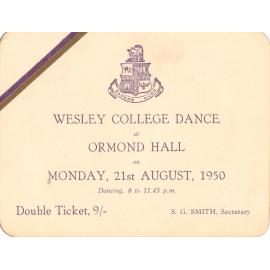 WESLEY COLLEGE DANCE
at
ORMOND HALL
on
MONDAY, 21st AUGUST, 1950
Dancing, 8 to 11.45 p.m.
Double Ticket, 9/- S. G. SMITH, Secretary